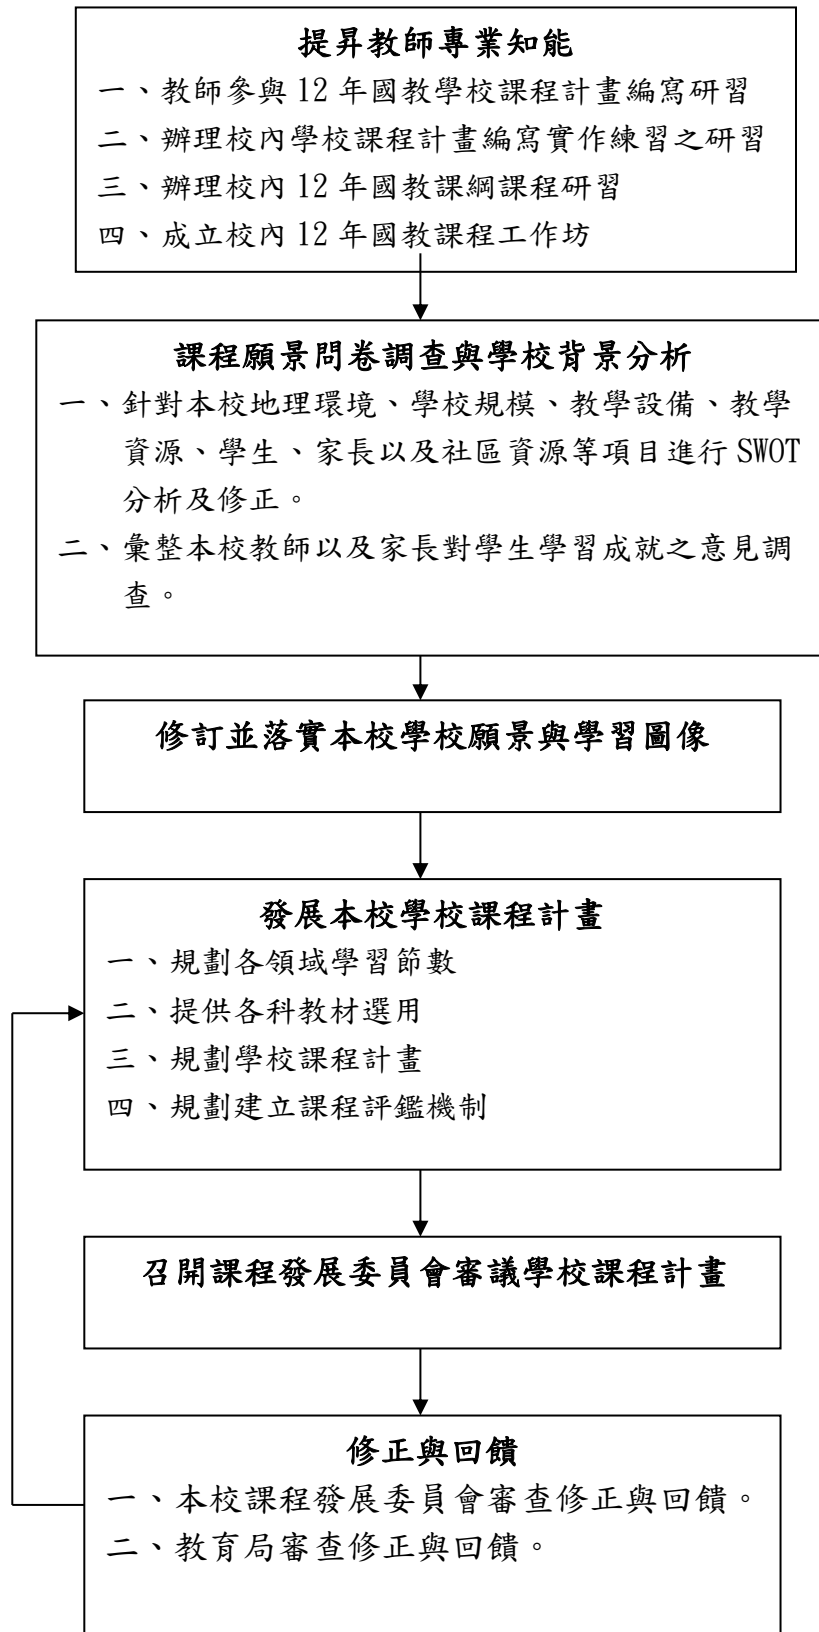 提昇教師專業知能
一、教師參與 12 年國教學校課程計畫編寫研習
二、辦理校內學校課程計畫編寫實作練習之研習
三、辦理校內 12 年國教課綱課程研習
四、成立校內 12 年國教課程工作坊
課程願景問卷調查與學校背景分析
一、針對本校地理環境、學校規模、教學設備、教學
資源、學生、家長以及社區資源等項目進行 SWOT
分析及修正。
二、彙整本校教師以及家長對學生學習成就之意見調
查。
修訂並落實本校學校願景與學習圖像
發展本校學校課程計畫
一、規劃各領域學習節數
二、提供各科教材選用
三、規劃學校課程計畫
四、規劃建立課程評鑑機制
召開課程發展委員會審議學校課程計畫
修正與回饋
一、本校課程發展委員會審查修正與回饋。
二、教育局審查修正與回饋。